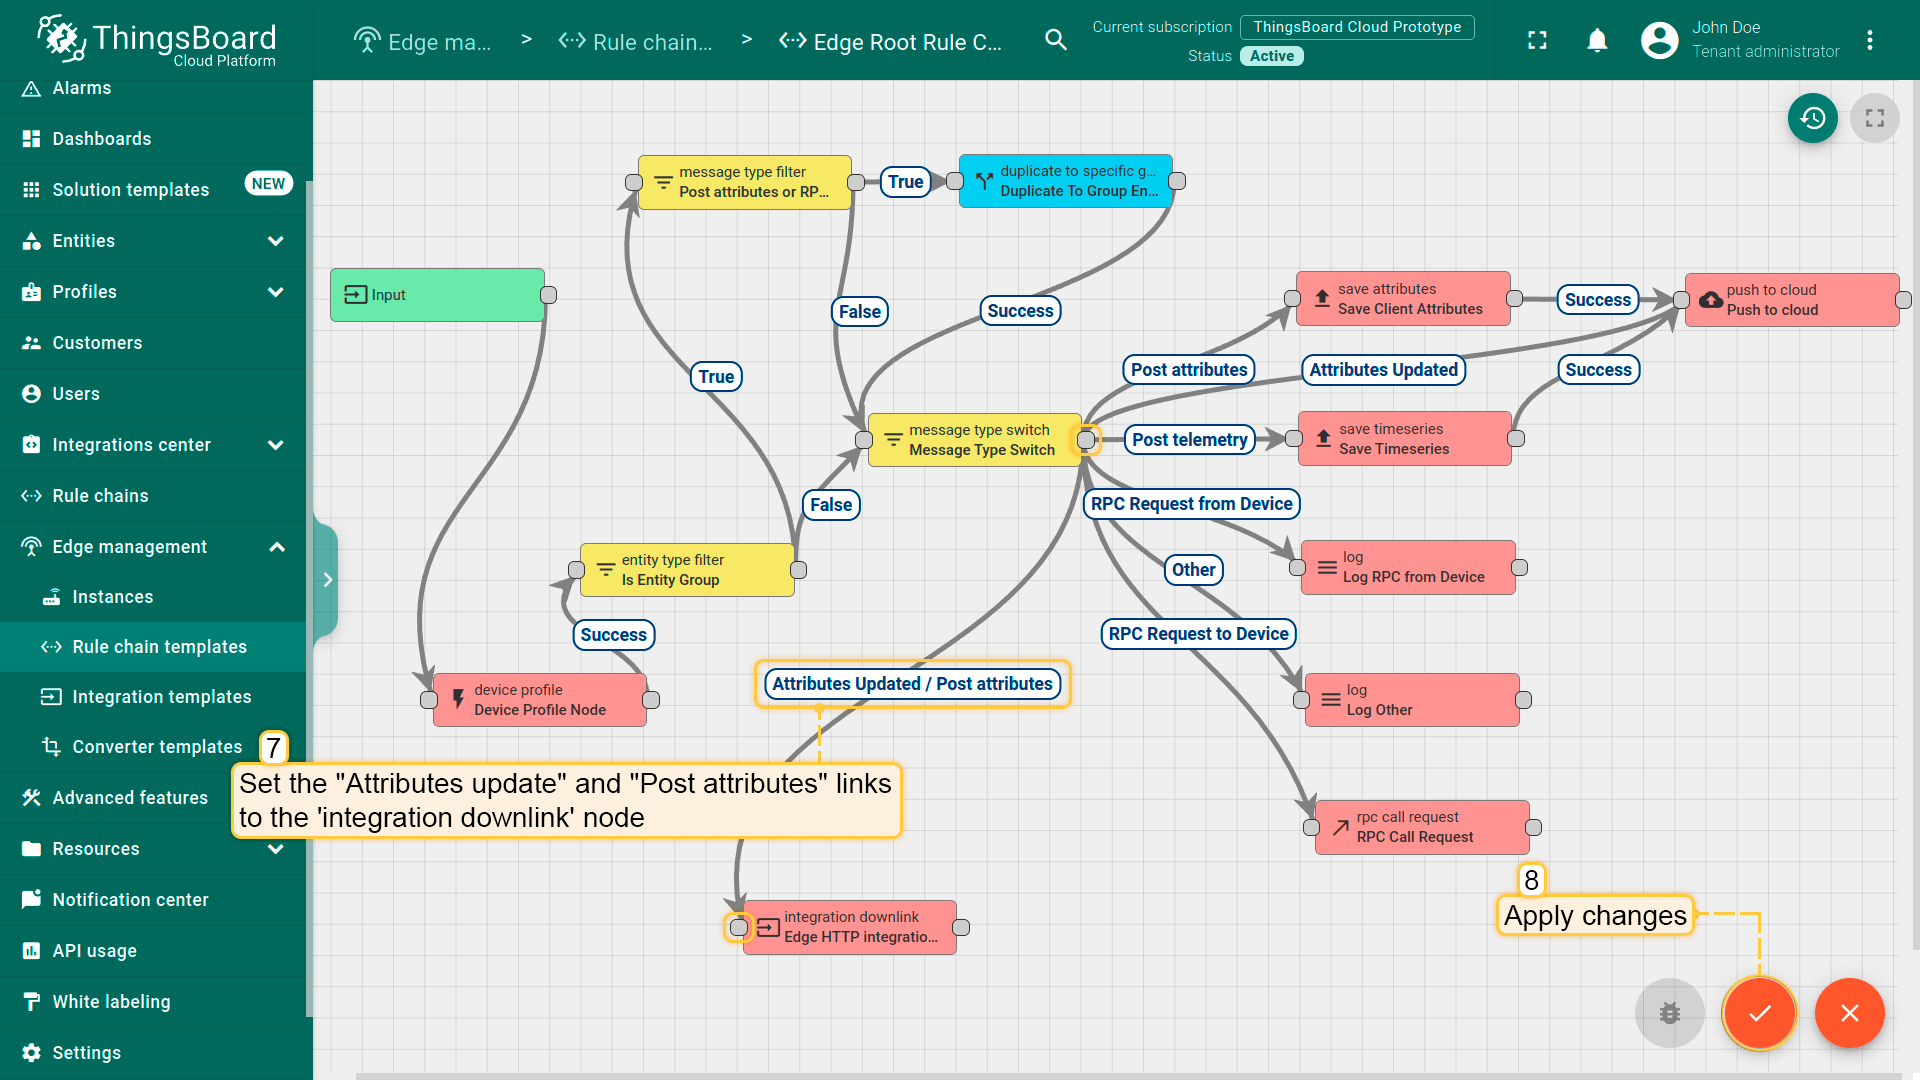 ThingsBoard
Cloud Platform
Edge ma...
>
Rule chain...
>
Edge Root Rule C...
Current subscription
ThingsBoard Cloud Prototype
Status
Active
John Doe
Tenant administrator
Alarms
Dashboards
Solution templates
NEW
Entities
Profiles
Customers
Users
Integrations center
Rule chains
Edge management
Instances
Rule chain templates
Integration templates
Converter templates
Advanced features
Resources
Notification center
API usage
White labeling
Settings
message type filter
Post attributes or RP...
True
duplicate to specific g...
Duplicate To Group En...
Input
False
Success
save attributes
Save Client Attributes
Success
push to cloud
Push to cloud
True
Post attributes
Attributes Updated
Success
message type switch
Message Type Switch
Post telemetry
save timeseries
Save Timeseries
False
RPC Request from Device
entity type filter
Is Entity Group
Other
log
Log RPC from Device
Success
RPC Request to Device
device profile
Device Profile Node
Attributes Updated / Post attributes
log
Log Other
7
Set the "Attributes update" and "Post attributes" links
to the 'integration downlink' node
rpc call request
RPC Call Request
8
Apply changes
integration downlink
Edge HTTP integratio...